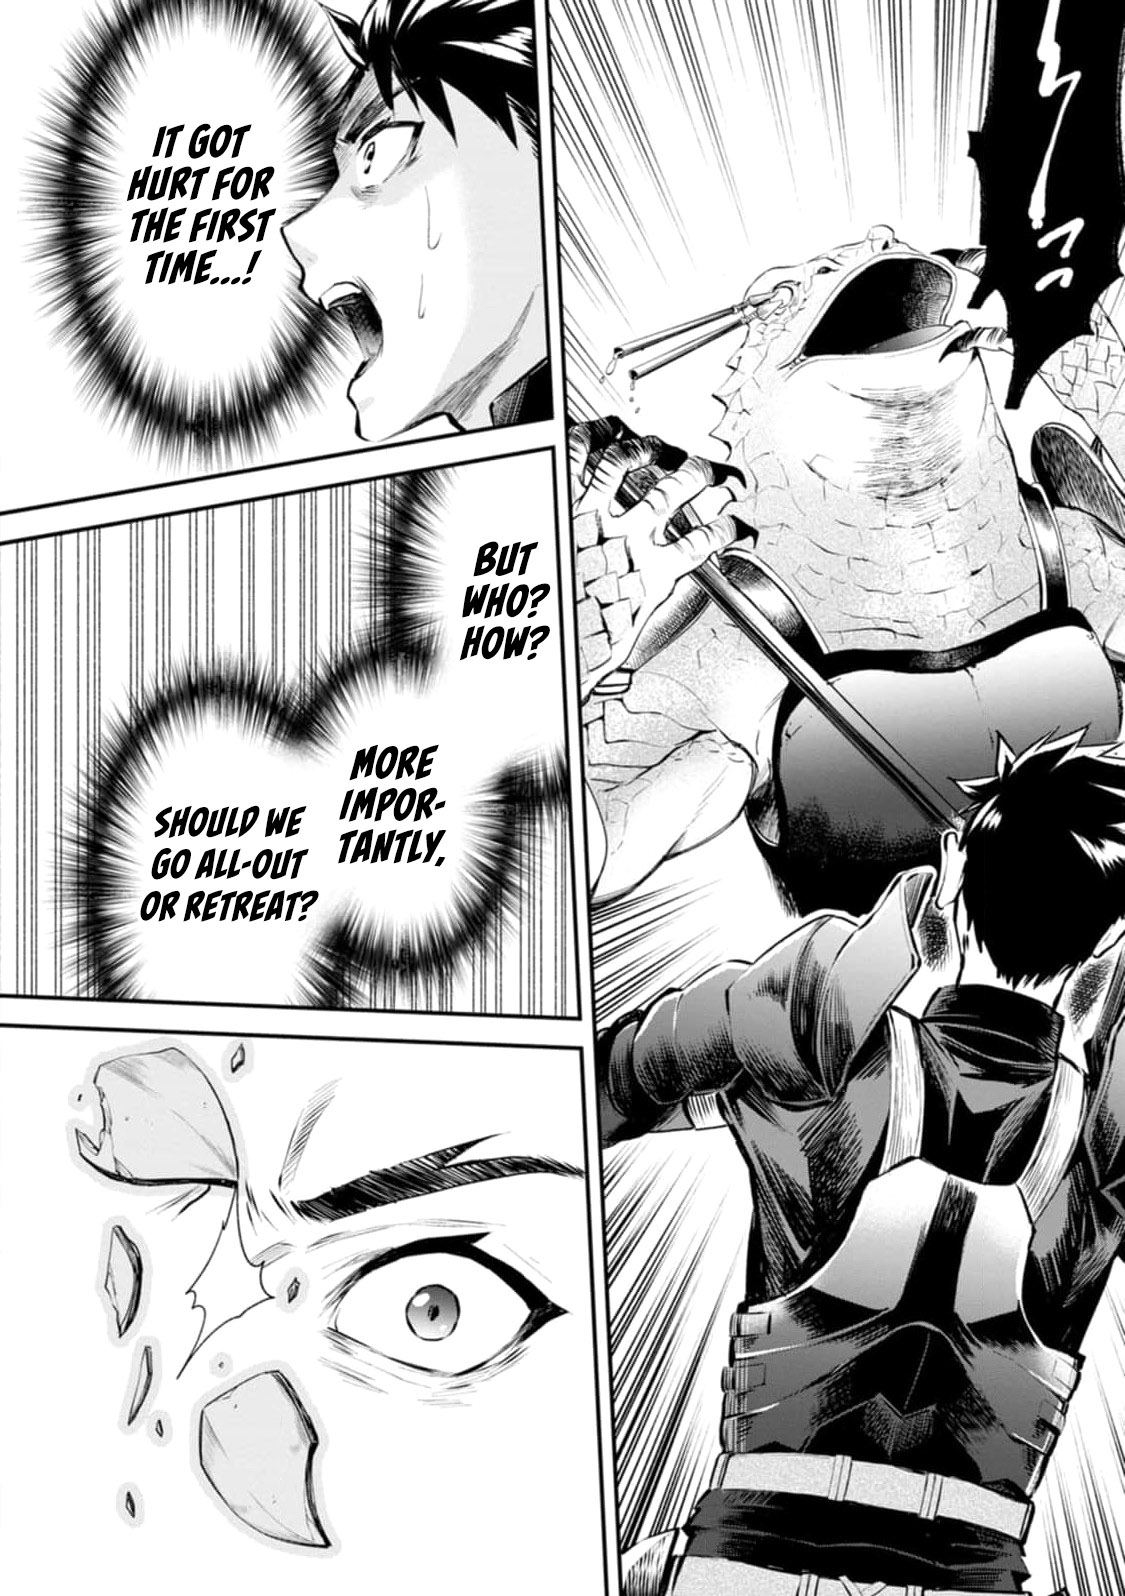 IT GOT
HURT FOR
THE FIRST
TIME...!
BUT
WHO?
HOW?
MORE
IMPOR-
TANTLY,
SHOULD WE
GO ALL-OUT
OR RETREAT?